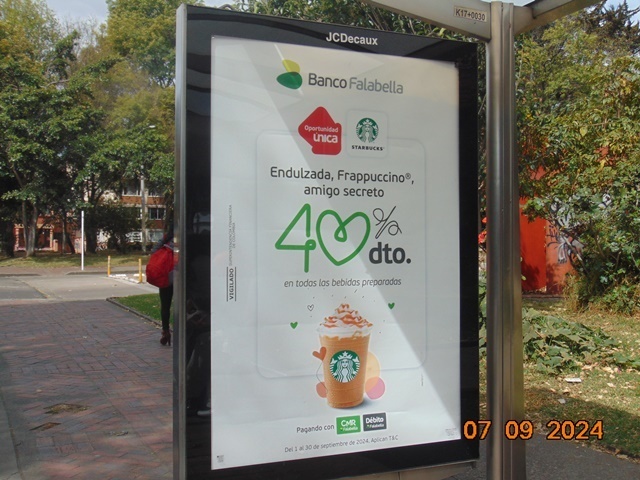 K17+0030
JCDecaux
Banco Falabella
Oportunidad
única
STARBUCKS
Endulzada, Frappuccino®,
amigo secreto
40% dto.
en todas las bebidas preparadas
VIGILADO
Pagando con CMR Débito
Del 1 al 30 de septiembre de 2024, Aplican T&C
07 09 2024